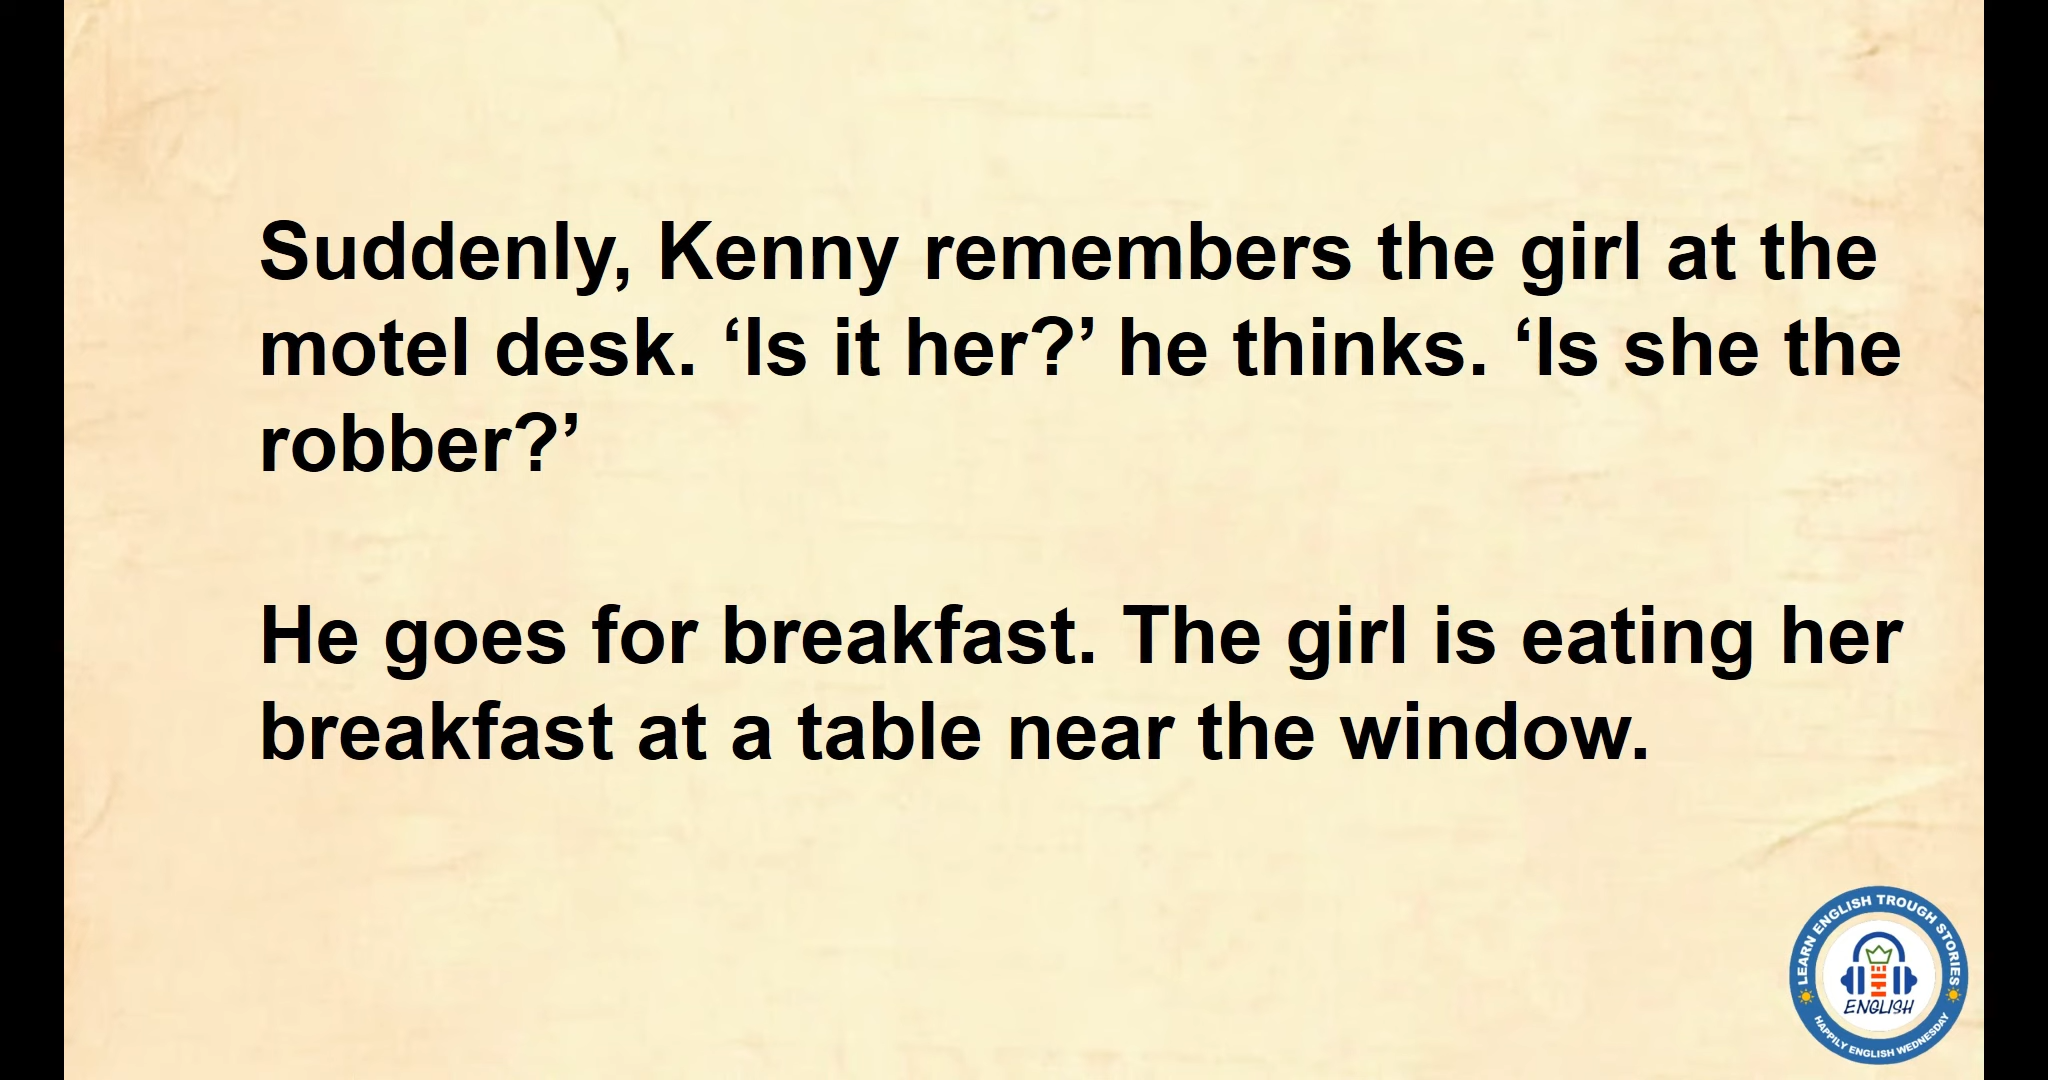 Suddenly, Kenny remembers the girl at the
motel desk. ‘Is it her?’ he thinks. ‘Is she the
robber?’
He goes for breakfast. The girl is eating her
breakfast at a table near the window.
LEARN ENGLISH TROUGH STORIES
ENGLISH
HAPPILY ENGLISH WEDNESDAY